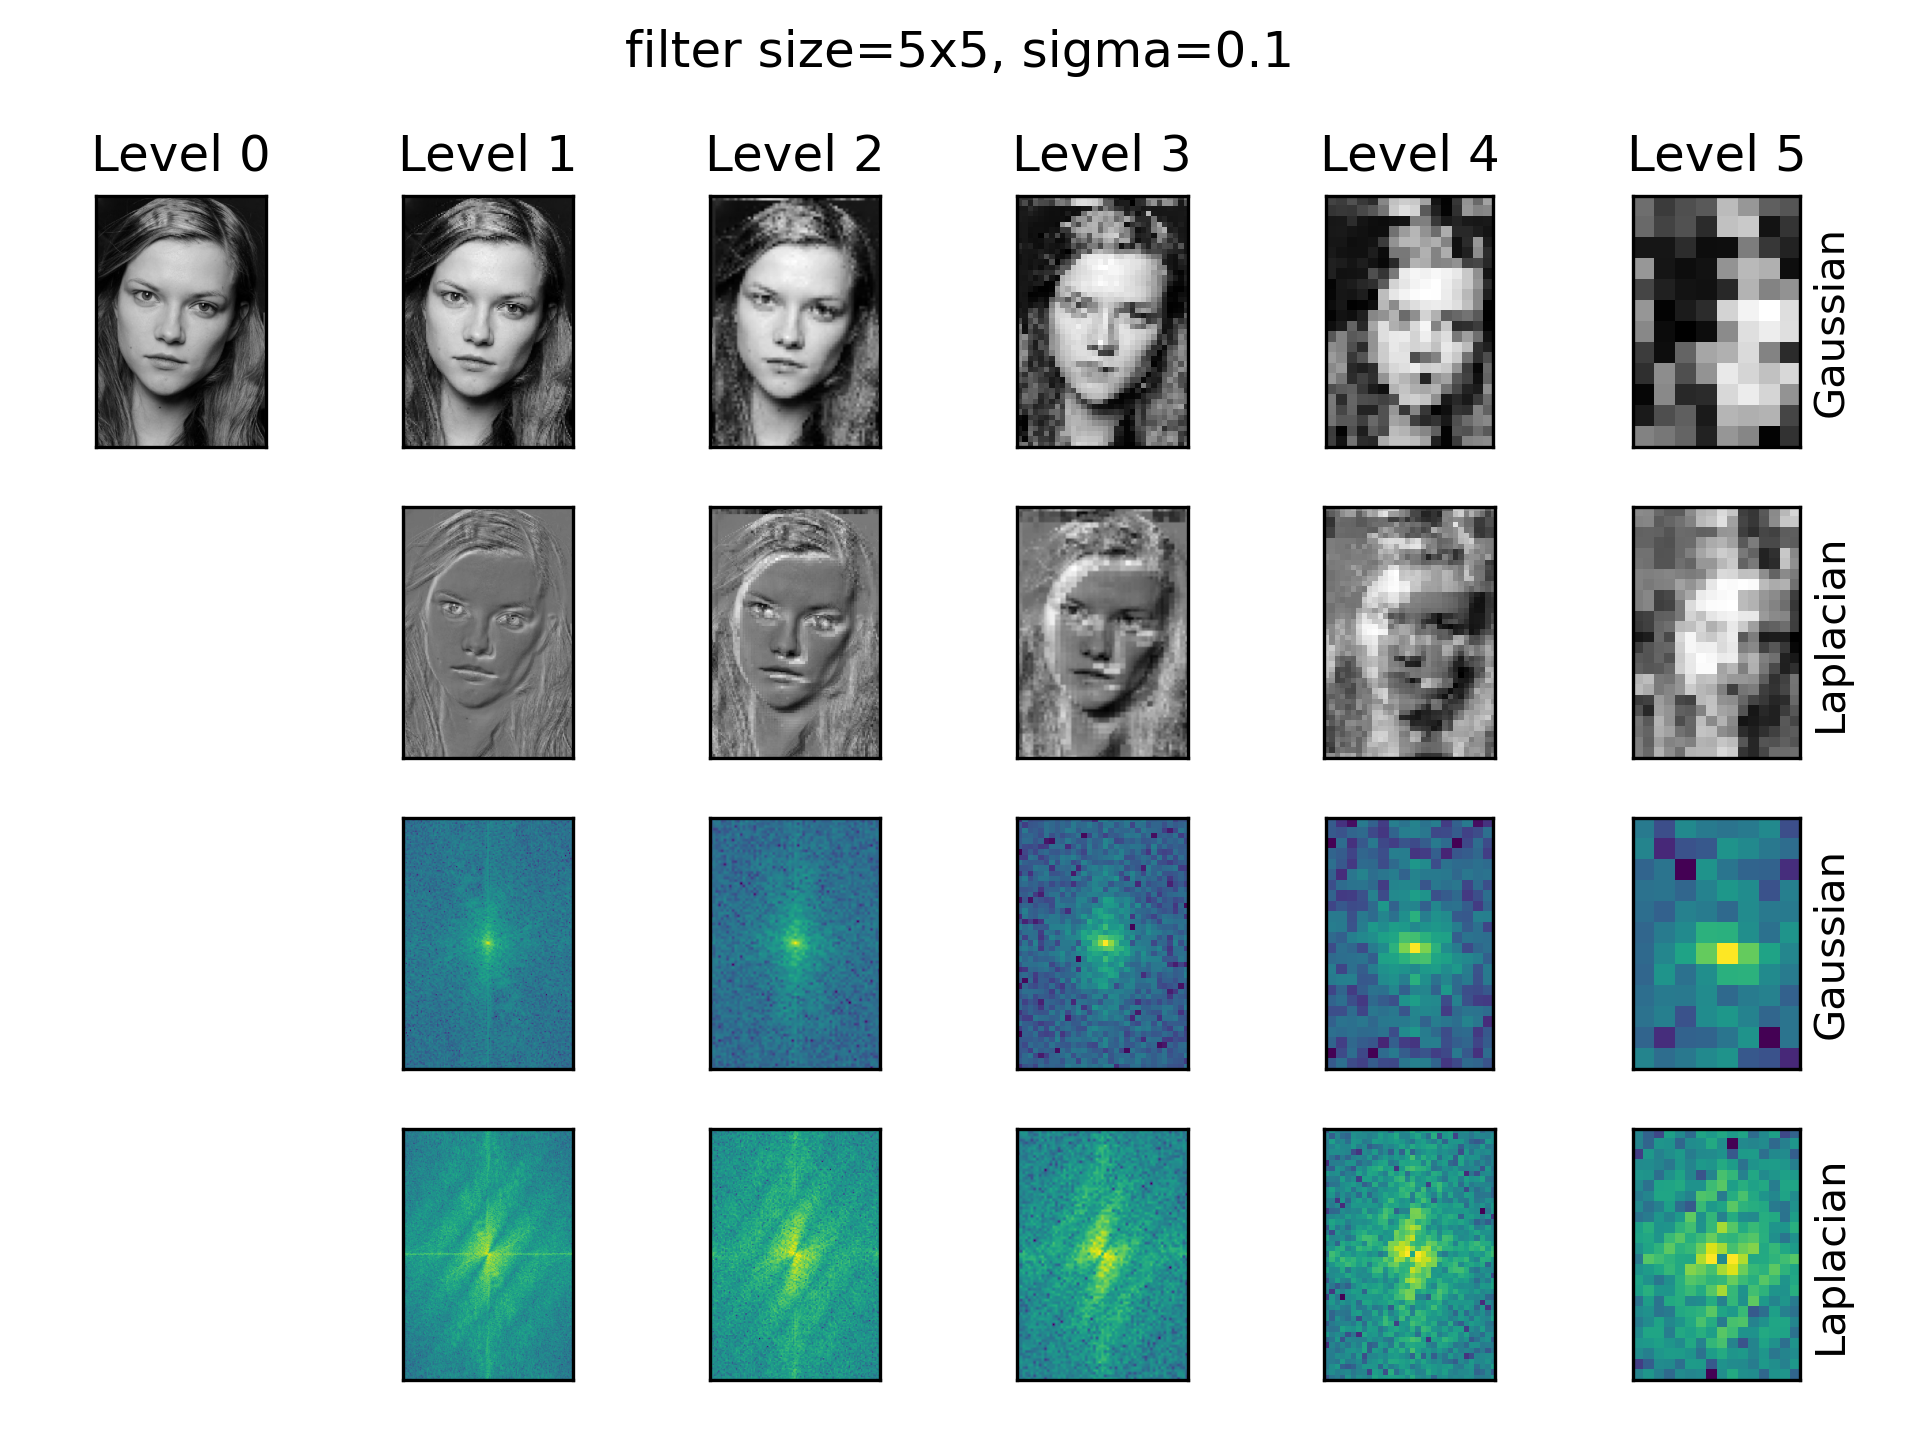 filter size=5x5, sigma=0.1
Level 0
Level 1
Level 2
Level 3
Level 4
Level 5
Gaussian
Laplacian
Gaussian
Laplacian